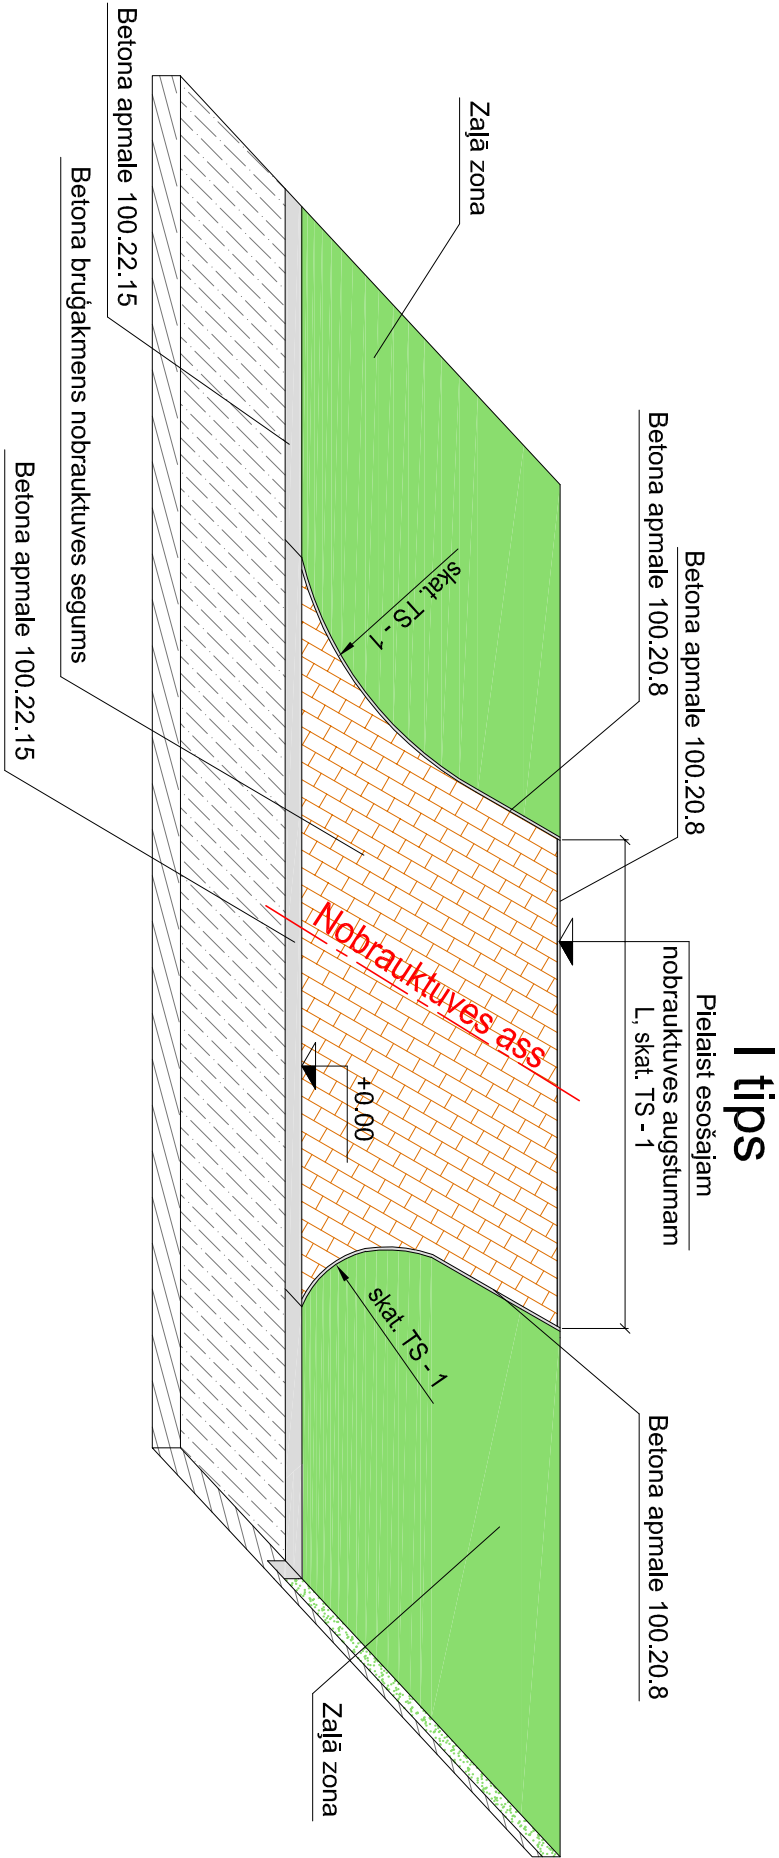 I tips
Pielaist esošajam
nobrauktuves augstumam
L, skat. TS - 1
Betona apmale 100.20.8
Betona apmale 100.20.8
Betona apmale 100.20.8
Zaļā zona
skat. TS - 1
Nobrauktuves ass
+0.00
skat. TS - 1
Zaļā zona
Betona apmale 100.22.15
Betona bruģakmens nobrauktuves segums
Betona apmale 100.22.15